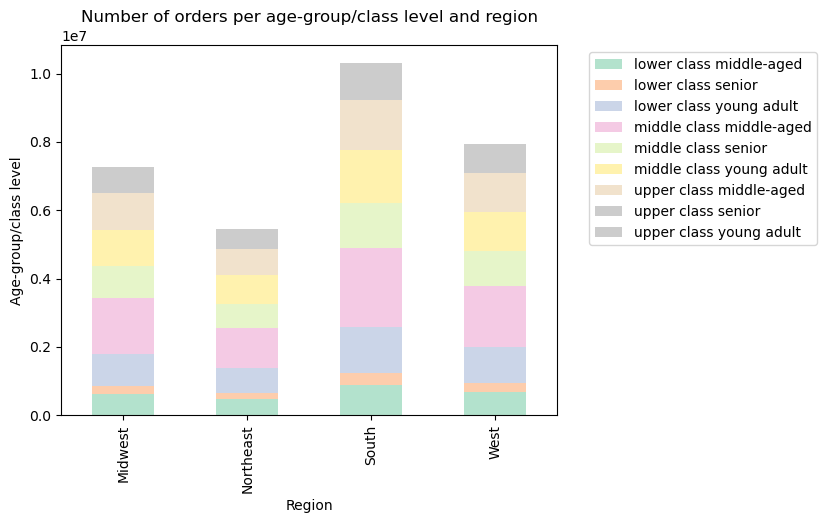 Number of orders per age-group/class level and region
1e7
1.0
0.8
0.6
0.4
0.2
0.0
Age-group/class level
Midwest
Northeast
South
West
Region
lower class middle-aged
lower class senior
lower class young adult
middle class middle-aged
middle class senior
middle class young adult
upper class middle-aged
upper class senior
upper class young adult